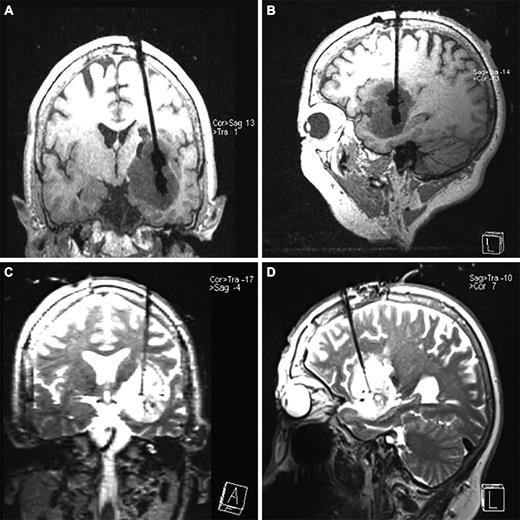 A
Cor>Sag 13
>Tra 1
B
Sag>Tra -14
>Cor -13
L
C
Cor>Tra -17
>Sag -4
A
D
Sag>Tra -10
>Cor 7
L